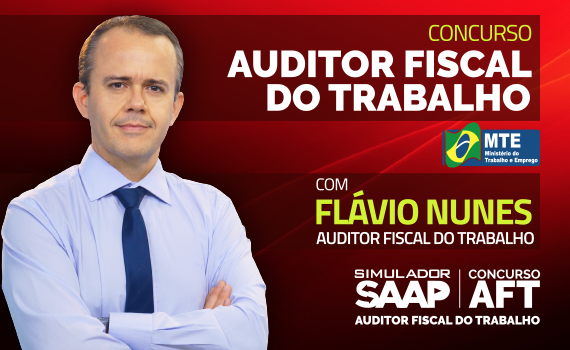 CONCURSO
AUDITOR FISCAL
DO TRABALHO
MTE
Ministério do
Trabalho e Emprego
COM
FLÁVIO NUNES
AUDITOR FISCAL DO TRABALHO
SIMULADOR
SAAP
CONCURSO
AFT
AUDITOR FISCAL DO TRABALHO